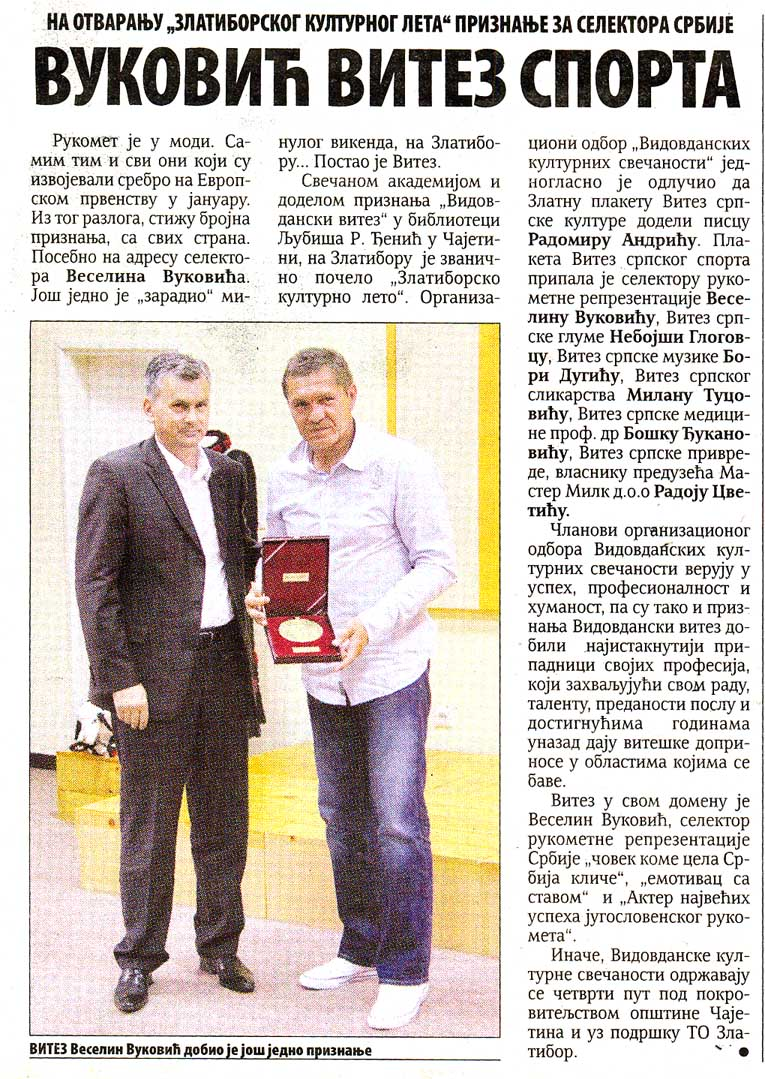 НА ОТВАРАЊУ „ЗЛАТИБОРСКОГ КУЛТУРНОГ ЛЕТА“ ПРИЗНАЊЕ ЗА СЕЛЕКТОРА СРБИЈЕ
ВУКОВИЋ ВИТЕЗ СПОРТА
Рукомет је у моди. Са-
мим тим и сви они који су
извојевали сребро на Европ-
ском првенству у јануару.
Из тог разлога, стижу бројна
признања, са свих страна.
Посебно на адресу селекто-
ра Веселина Вуковића.
Још једно је „зарадио“ ми-
нулог викенда, на Златибо-
ру... Постао је Витез.
Свечаном академијом и
доделом признања „Видов-
дански витез“ у библиотеци
Љубиша Р. Ђенић у Чајети-
ни, на Златибору је званич-
но почело „Златиборско
културно лето“. Организа-
циони одбор „Видовданских
културних свечаности“ јед-
ногласно је одлучио да
Златну плакету Витез срп-
ске културе додели писцу
Радомиру Андрићу. Пла-
кета Витез српског спорта
припала је селектору руко-
метне репрезентације Весе-
лину Вуковићу, Витез срп-
ске глуме Небојши Глогов-
цу, Витез српске музике Бо-
ри Дугићу, Витез српског
сликарства Милану Туцо-
вићу, Витез српске медици-
не проф. др Бошку Ђукано-
вићу, Витез српске привре-
де, власнику предузећа Ма-
стер Милк д.о.о Радоју Цве-
тићу.
Чланови организационог
одбора Видовданских кул-
турних свечаности верују у
успех, професионалност и
хуманост, па су тако и приз-
нања Видовдански витез до-
били најистакнутији при-
падници својих професија,
који захваљујући свом раду,
таленту, преданости послу и
достигнућима годинама
уназад дају витешке допри-
носе у областима којима се
баве.
Витез у свом домену је
Веселин Вуковић, селектор
рукометне репрезентације
Србије „човек коме цела Ср-
бија кличе“, „емотивац са
ставом“ и „Актер највећих
успеха југословенског руко-
мета“.
Иначе, Видовданске кул-
турне свечаности одржавају
се четврти пут под покро-
витељством општине Чаје-
тина и уз подршку ТО Зла-
тибор. ●
ВИТЕЗ Веселин Вуковић добио је још једно признање